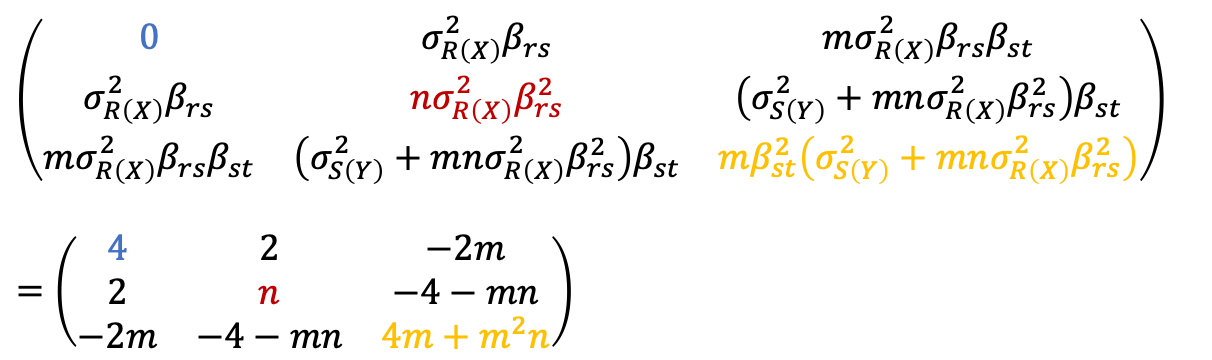 0 σ²_{R(X)}β_{rs} mσ²_{R(X)}β_{rs}β_{st}
σ²_{R(X)}β_{rs} nσ²_{R(X)}β²_{rs} (σ²_{S(Y)} + mnσ²_{R(X)}β²_{rs})β_{st}
mσ²_{R(X)}β_{rs}β_{st} (σ²_{S(Y)} + mnσ²_{R(X)}β²_{rs})β_{st} mβ²_{st}(σ²_{S(Y)} + mnσ²_{R(X)}β²_{rs})
4 2 −2m
= 2 n −4 − mn
−2m −4 − mn 4m + m²n